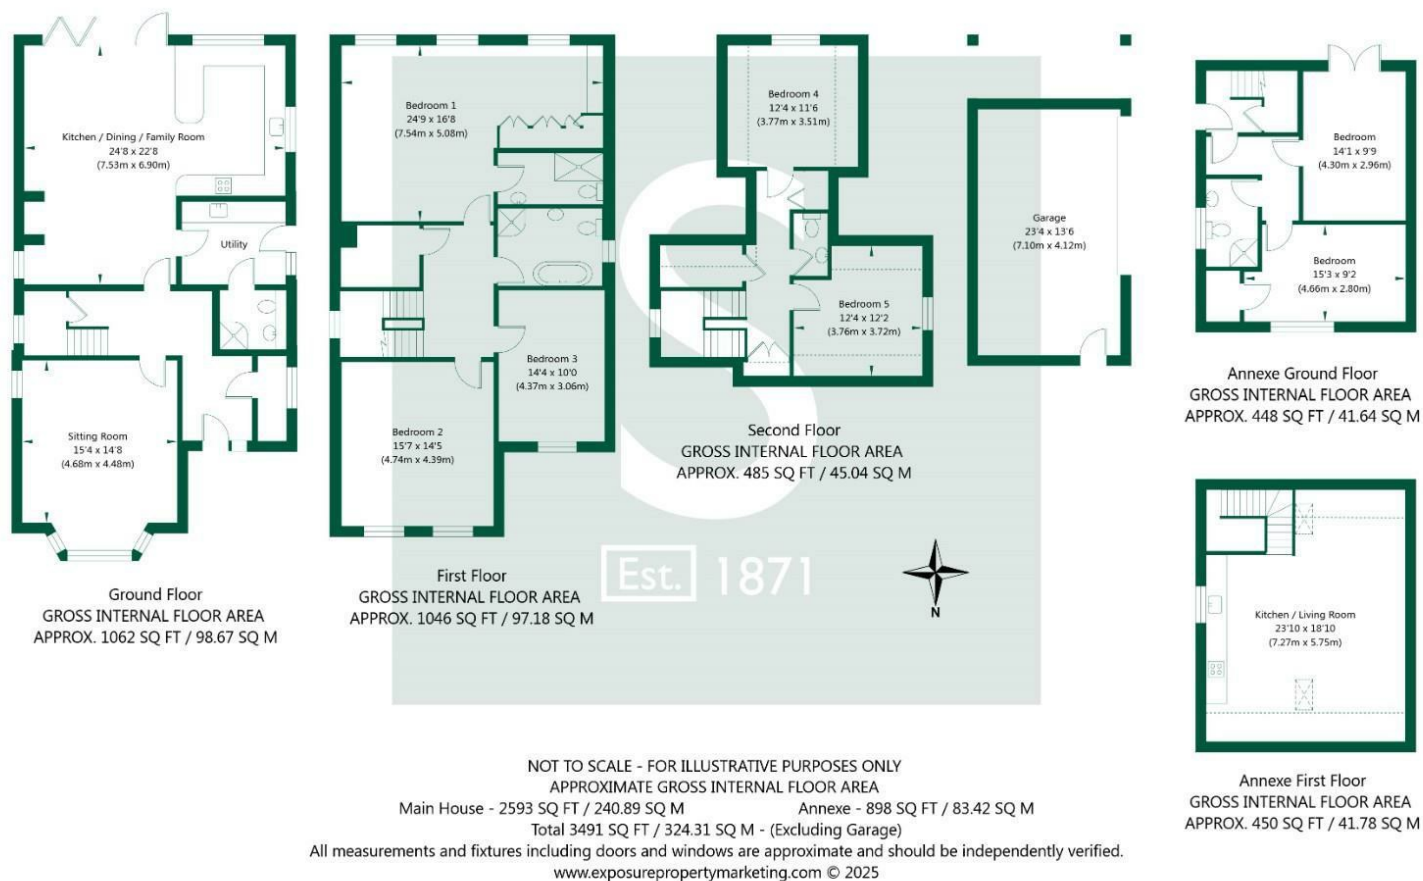 Kitchen / Dining / Family Room
24'8 x 22'8
(7.53m x 6.90m)
Utility
Sitting Room
15'4 x 14'8
(4.68m x 4.48m)
Ground Floor
GROSS INTERNAL FLOOR AREA
APPROX. 1062 SQ FT / 98.67 SQ M
Bedroom 1
24'9 x 16'8
(7.54m x 5.08m)
Bedroom 3
14'4 x 10'0
(4.37m x 3.06m)
Bedroom 2
15'7 x 14'5
(4.74m x 4.39m)
First Floor
GROSS INTERNAL FLOOR AREA
APPROX. 1046 SQ FT / 97.18 SQ M
Bedroom 4
12'4 x 11'6
(3.77m x 3.51m)
Bedroom 5
12'4 x 12'2
(3.76m x 3.72m)
Second Floor
GROSS INTERNAL FLOOR AREA
APPROX. 485 SQ FT / 45.04 SQ M
S
Est. 1871
N
Garage
23'4 x 13'6
(7.10m x 4.12m)
Bedroom
14'1 x 9'9
(4.30m x 2.96m)
Bedroom
15'3 x 9'2
(4.66m x 2.80m)
Annexe Ground Floor
GROSS INTERNAL FLOOR AREA
APPROX. 448 SQ FT / 41.64 SQ M
Kitchen / Living Room
23'10 x 18'10
(7.27m x 5.75m)
Annexe First Floor
GROSS INTERNAL FLOOR AREA
APPROX. 450 SQ FT / 41.78 SQ M
NOT TO SCALE - FOR ILLUSTRATIVE PURPOSES ONLY
APPROXIMATE GROSS INTERNAL FLOOR AREA
Main House - 2593 SQ FT / 240.89 SQ M Annexe - 898 SQ FT / 83.42 SQ M
Total 3491 SQ FT / 324.31 SQ M - (Excluding Garage)
All measurements and fixtures including doors and windows are approximate and should be independently verified.
www.exposurepropertymarketing.com © 2025